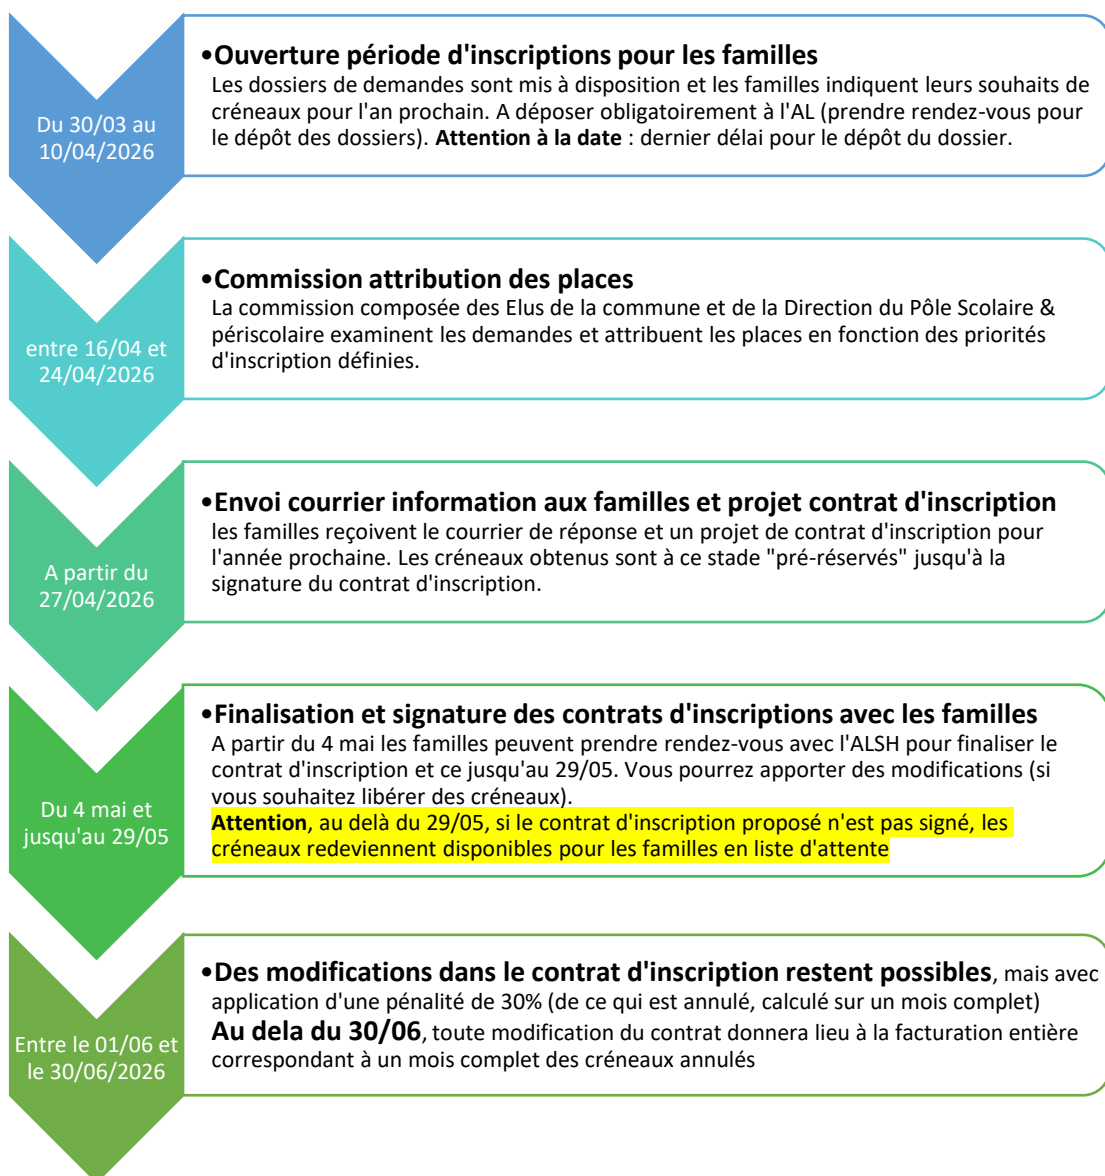 Du 30/03 au
10/04/2026
•Ouverture période d'inscriptions pour les familles
Les dossiers de demandes sont mis à disposition et les familles indiquent leurs souhaits de
créneaux pour l'an prochain. A déposer obligatoirement à l'AL (prendre rendez-vous pour
le dépôt des dossiers). Attention à la date : dernier délai pour le dépôt du dossier.
entre 16/04 et
24/04/2026
•Commission attribution des places
La commission composée des Elus de la commune et de la Direction du Pôle Scolaire &
périscolaire examinent les demandes et attribuent les places en fonction des priorités
d'inscription définies.
A partir du
27/04/2026
•Envoi courrier information aux familles et projet contrat d'inscription
les familles reçoivent le courrier de réponse et un projet de contrat d'inscription pour
l'année prochaine. Les créneaux obtenus sont à ce stade "pré-réservés" jusqu'à la
signature du contrat d'inscription.
Du 4 mai et
jusqu'au 29/05
•Finalisation et signature des contrats d'inscriptions avec les familles
A partir du 4 mai les familles peuvent prendre rendez-vous avec l'ALSH pour finaliser le
contrat d'inscription et ce jusqu'au 29/05. Vous pourrez apporter des modifications (si
vous souhaitez libérer des créneaux).
Attention, au delà du 29/05, si le contrat d'inscription proposé n'est pas signé, les
créneaux redeviennent disponibles pour les familles en liste d'attente
Entre le 01/06 et
le 30/06/2026
•Des modifications dans le contrat d'inscription restent possibles, mais avec
application d'une pénalité de 30% (de ce qui est annulé, calculé sur un mois complet)
Au dela du 30/06, toute modification du contrat donnera lieu à la facturation entière
correspondant à un mois complet des créneaux annulés